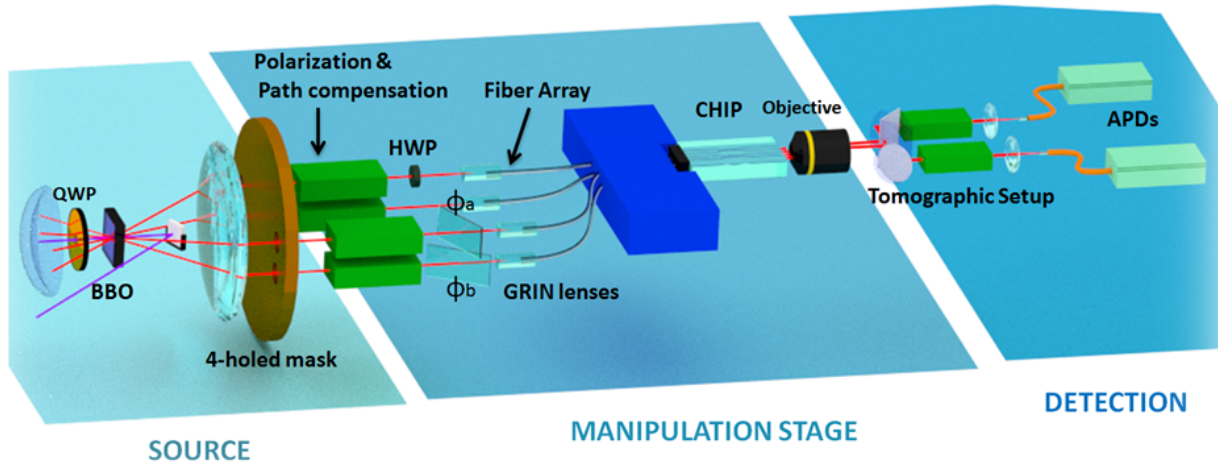 Polarization &
Path compensation
Fiber Array
HWP
CHIP
Objective
APDs
QWP
BBO
ϕa
ϕb
GRIN lenses
Tomographic Setup
4-holed mask
SOURCE
MANIPULATION STAGE
DETECTION